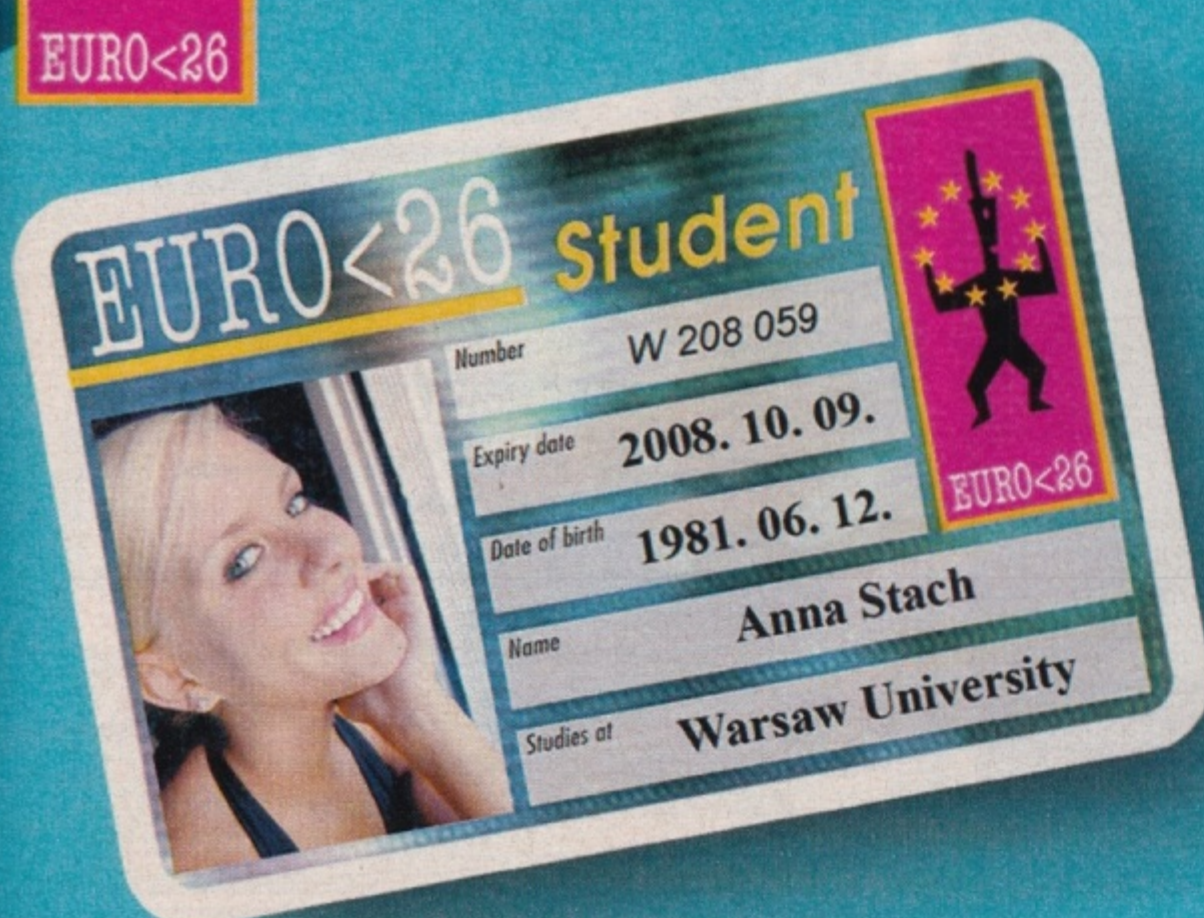 EURO<26
EURO<26 Student
Number W 208 059
Expiry date 2008. 10. 09.
Date of birth 1981. 06. 12.
EURO<26
Name Anna Stach
Studies at Warsaw University